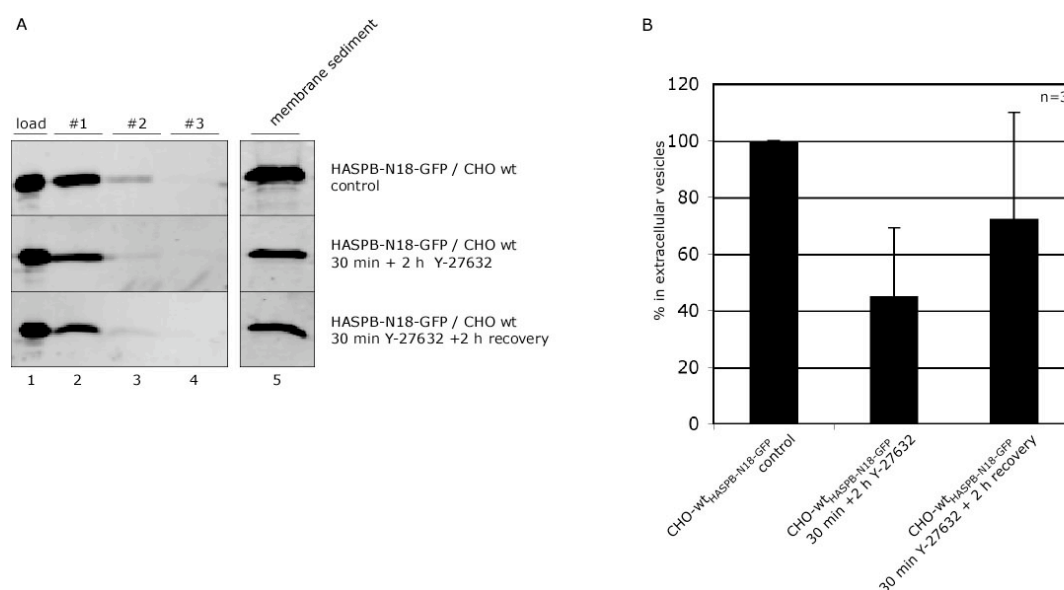 A
load #1 #2 #3 membrane sediment
HASPB-N18-GFP / CHO wt
control
HASPB-N18-GFP / CHO wt
30 min + 2 h Y-27632
HASPB-N18-GFP / CHO wt
30 min Y-27632 +2 h recovery
1 2 3 4 5
B
n=3
% in extracellular vesicles
120
100
80
60
40
20
0
CHO-wtHASPB-N18-GFP
control
CHO-wtHASPB-N18-GFP
30 min +2 h Y-27632
CHO-wtHASPB-N18-GFP
30 min Y-27632 + 2 h recovery